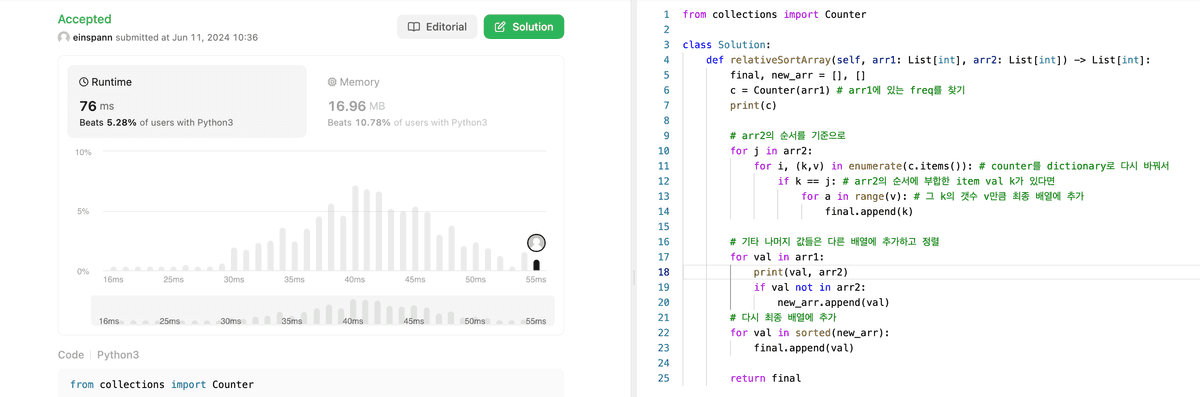 Accepted
einspann submitted at Jun 11, 2024 10:36
Editorial
Solution
Runtime
76 ms
Beats 5.28% of users with Python3
Memory
16.96 MB
Beats 10.78% of users with Python3
10%
5%
0%
16ms 25ms 30ms 35ms 40ms 45ms 50ms 55ms
16ms 25ms 30ms 35ms 40ms 45ms 50ms 55ms
Code Python3
from collections import Counter
1 from collections import Counter
2
3 class Solution:
4 def relativeSortArray(self, arr1: List[int], arr2: List[int]) -> List[int]:
5 final, new_arr = [], []
6 c = Counter(arr1) # arr1에 있는 freq를 찾기
7 print(c)
8
9 # arr2의 순서를 기준으로
10 for j in arr2:
11 for i, (k,v) in enumerate(c.items()): # counter를 dictionary로 다시 바꿔서
12 if k == j: # arr2의 순서에 부합한 item val k가 있다면
13 for a in range(v): # 그 k의 갯수 v만큼 최종 배열에 추가
14 final.append(k)
15
16 # 기타 나머지 값들은 다른 배열에 추가하고 정렬
17 for val in arr1:
18 print(val, arr2)
19 if val not in arr2:
20 new_arr.append(val)
21 # 다시 최종 배열에 추가
22 for val in sorted(new_arr):
23 final.append(val)
24
25 return final